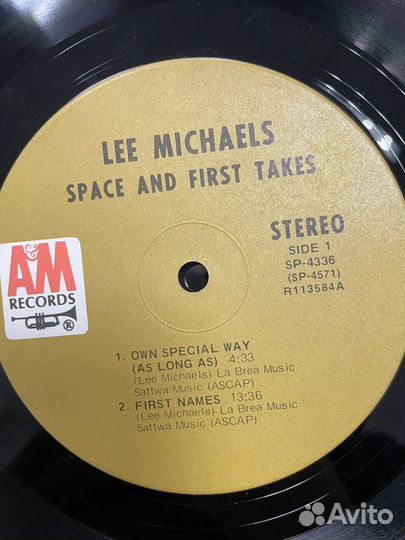 LEE MICHAELS
SPACE AND FIRST TAKES
STEREO
SIDE 1
SP-4336
(SP-4571)
R113584A
A&M
RECORDS
®
1. OWN SPECIAL WAY
(AS LONG AS) 4:33
(Lee Michaels) La Brea Music
Sattwa Music (ASCAP)
2. FIRST NAMES 13:36
(Lee Michaels) La Brea Music
Sattwa Music (ASCAP)
Avito